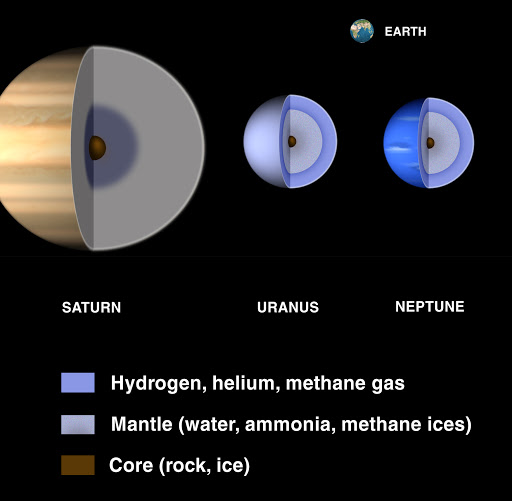 EARTH
SATURN
URANUS
NEPTUNE
Hydrogen, helium, methane gas
Mantle (water, ammonia, methane ices)
Core (rock, ice)